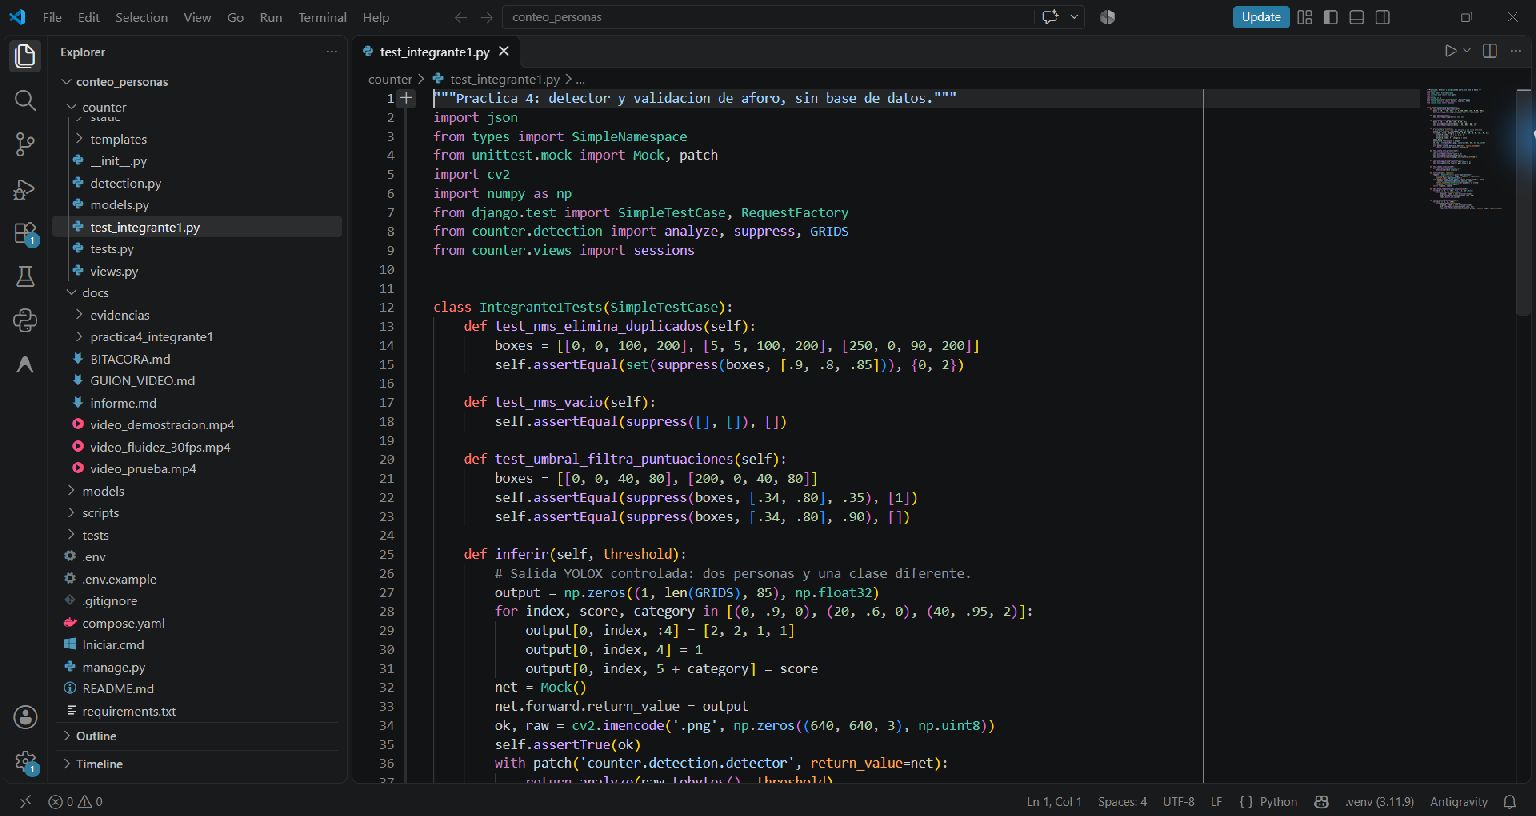 File Edit Selection View Go Run Terminal Help
conteo_personas
Update
Explorer
conteo_personas
counter
static
templates
__init__.py
detection.py
models.py
test_integrante1.py
tests.py
views.py
docs
evidencias
practica4_integrante1
BITACORA.md
GUION_VIDEO.md
informe.md
video_demostracion.mp4
video_fluidez_30fps.mp4
video_prueba.mp4
models
scripts
tests
.env
.env.example
.gitignore
compose.yaml
Iniciar.cmd
manage.py
README.md
requirements.txt
Outline
Timeline
1
1
test_integrante1.py
counter > test_integrante1.py > ...
1 """Practica 4: detector y validacion de aforo, sin base de datos."""
2 import json
3 from types import SimpleNamespace
4 from unittest.mock import Mock, patch
5 import cv2
6 import numpy as np
7 from django.test import SimpleTestCase, RequestFactory
8 from counter.detection import analyze, suppress, GRIDS
9 from counter.views import sessions
10
11
12 class Integrante1Tests(SimpleTestCase):
13 def test_nms_elimina_duplicados(self):
14 boxes = [[0, 0, 100, 200], [5, 5, 100, 200], [250, 0, 90, 200]]
15 self.assertEqual(set(suppress(boxes, [.9, .8, .85])), {0, 2})
16
17 def test_nms_vacio(self):
18 self.assertEqual(suppress([], []), [])
19
20 def test_umbral_filtra_puntuaciones(self):
21 boxes = [[0, 0, 40, 80], [200, 0, 40, 80]]
22 self.assertEqual(suppress(boxes, [.34, .80], .35), [1])
23 self.assertEqual(suppress(boxes, [.34, .80], .90), [])
24
25 def inferir(self, threshold):
26 # Salida YOLOX controlada: dos personas y una clase diferente.
27 output = np.zeros((1, len(GRIDS), 85), np.float32)
28 for index, score, category in [(0, .9, 0), (20, .6, 0), (40, .95, 2)]:
29 output[0, index, :4] = [2, 2, 1, 1]
30 output[0, index, 4] = 1
31 output[0, index, 5 + category] = score
32 net = Mock()
33 net.forward.return_value = output
34 ok, raw = cv2.imencode('.png', np.zeros((640, 640, 3), np.uint8))
35 self.assertTrue(ok)
36 with patch('counter.detection.detector', return_value=net):
37 return analyze(raw.tobytes(), threshold)
0 0
Ln 1, Col 1 Spaces: 4 UTF-8 LF { } Python .venv (3.11.9) Antigravity